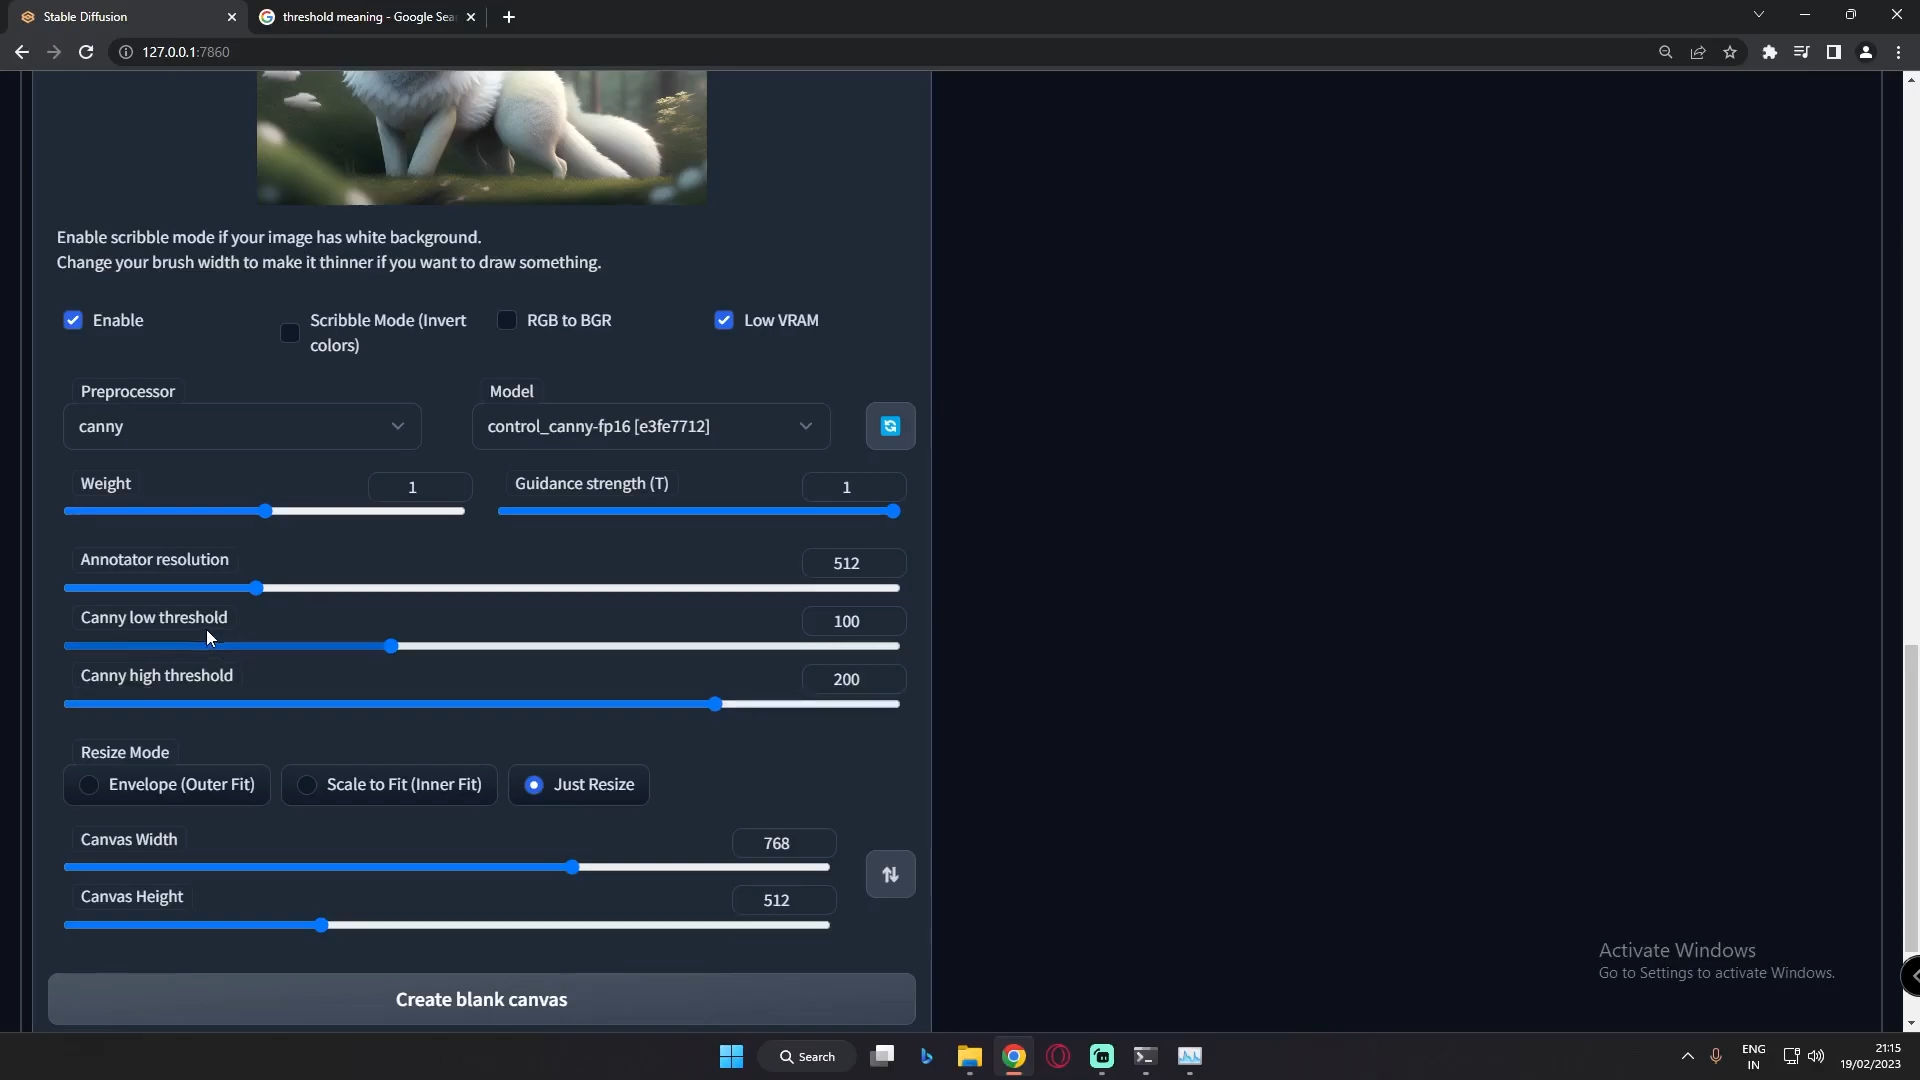 Stable Diffusion
threshold meaning - Google Sea
127.0.0.1:7860
Enable scribble mode if your image has white background.
Change your brush width to make it thinner if you want to draw something.
Enable
Scribble Mode (Invert
colors)
RGB to BGR
Low VRAM
Preprocessor
Model
canny
control_canny-fp16 [e3fe7712]
Weight
1
Guidance strength (T)
1
Annotator resolution
512
Canny low threshold
100
Canny high threshold
200
Resize Mode
Envelope (Outer Fit)
Scale to Fit (Inner Fit)
Just Resize
Canvas Width
768
Canvas Height
512
Activate Windows
Go to Settings to activate Windows.
Create blank canvas
Search
ENG
IN
21:15
19/02/2023